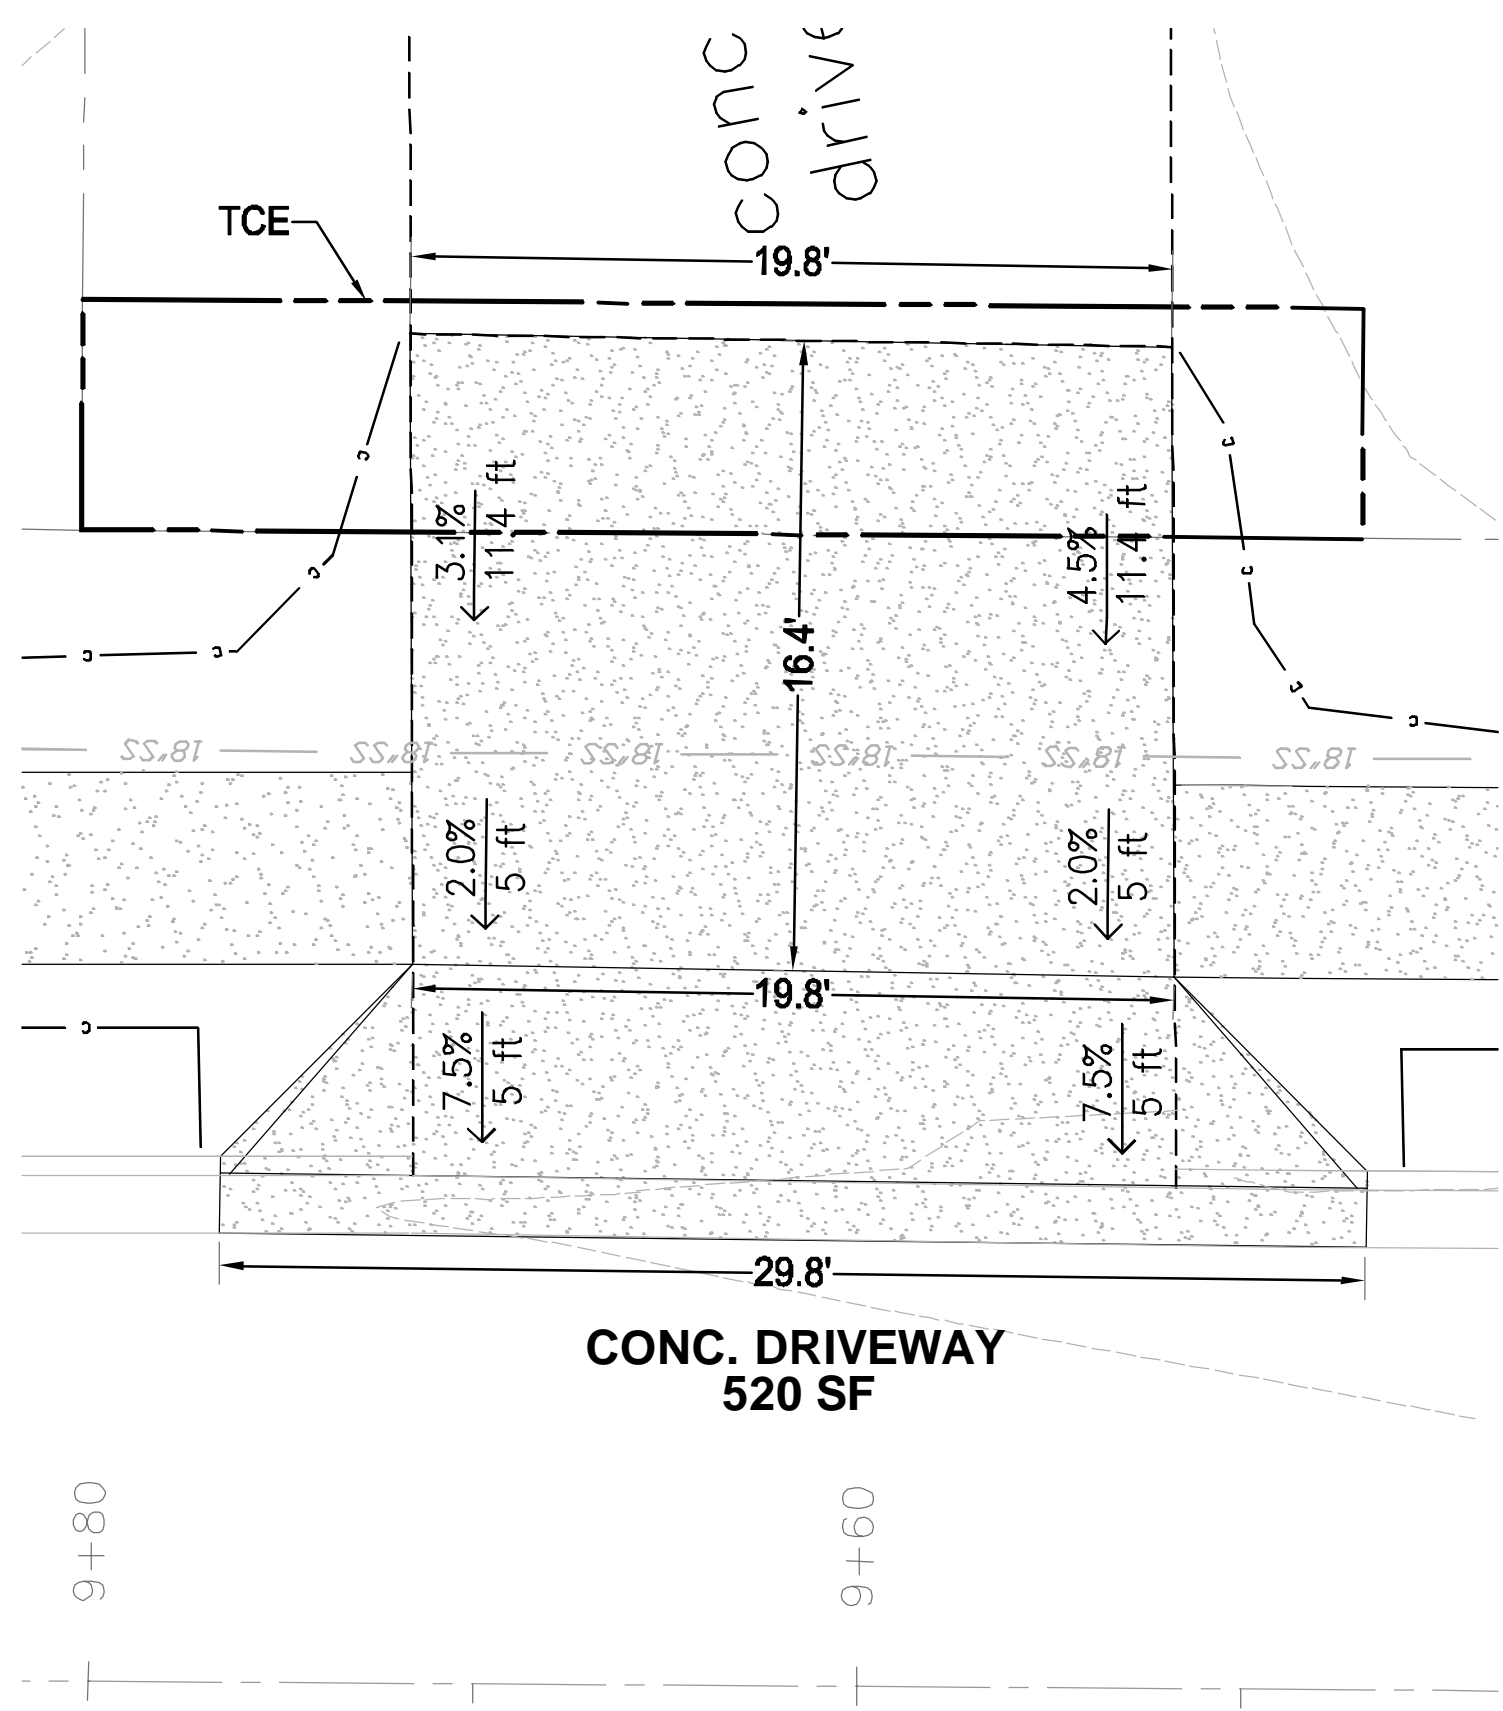 conc
drive
TCE
19.8'
3.1%
11.4 ft
4.5%
11.4 ft
16.4'
18"SS
18"SS
18"SS
18"SS
18"SS
18"SS
2.0%
5 ft
2.0%
5 ft
19.8'
7.5%
5 ft
7.5%
5 ft
29.8'
CONC. DRIVEWAY
520 SF
9+80
9+60